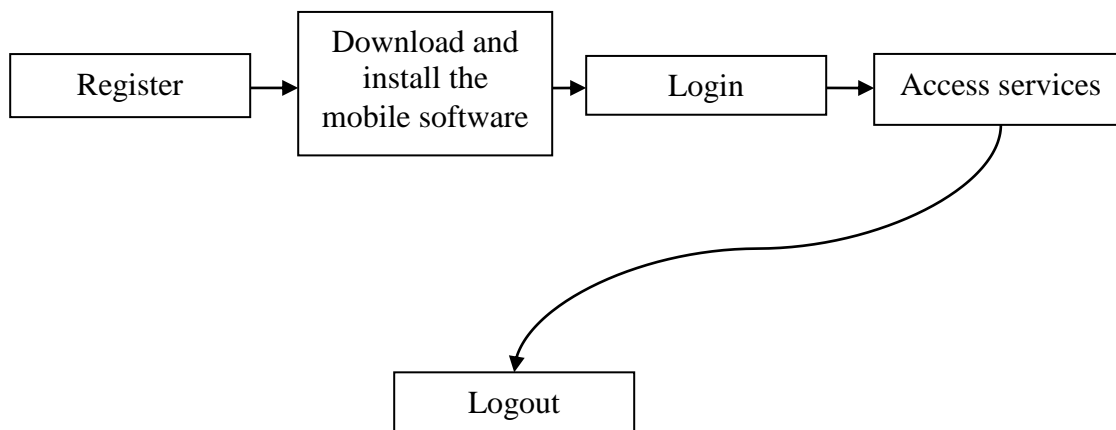 Register
Download and
install the
mobile software
Login
Access services
Logout